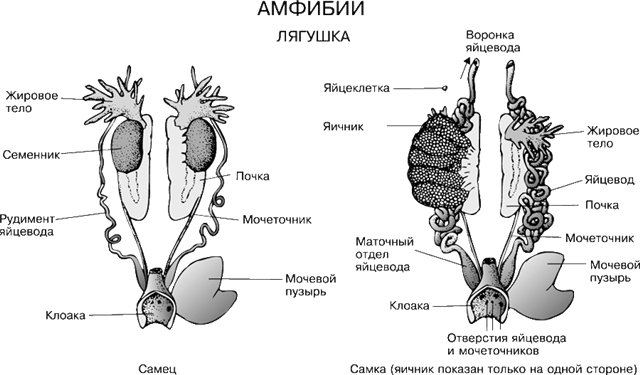 АМФИБИИ
ЛЯГУШКА
Жировое
тело
Семенник
Рудимент
яйцевода
Почка
Мочеточник
Мочевой
пузырь
Клоака
Самец
Воронка
яйцевода
Яйцеклетка
Яичник
Жировое
тело
Яйцевод
Почка
Мочеточник
Маточный
отдел
яйцевода
Мочевой
пузырь
Клоака
Отверстия яйцевода
и мочеточников
Самка (яичник показан только на одной стороне)